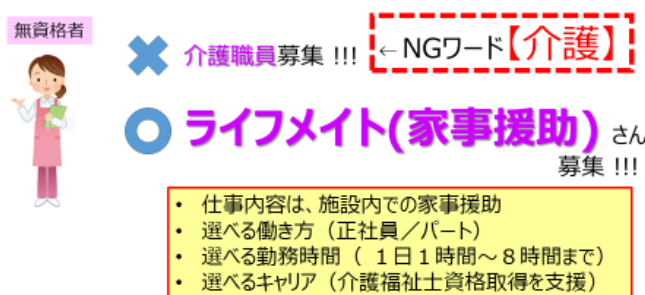 無資格者
介護職員募集 !!!
←NGワード【介護】
ライフメイト(家事援助) さん
募集 !!!
• 仕事内容は、施設内での家事援助
• 選べる働き方（正社員／パート）
• 選べる勤務時間（ 1日1時間～8時間まで）
• 選べるキャリア（介護福祉士資格取得を支援）